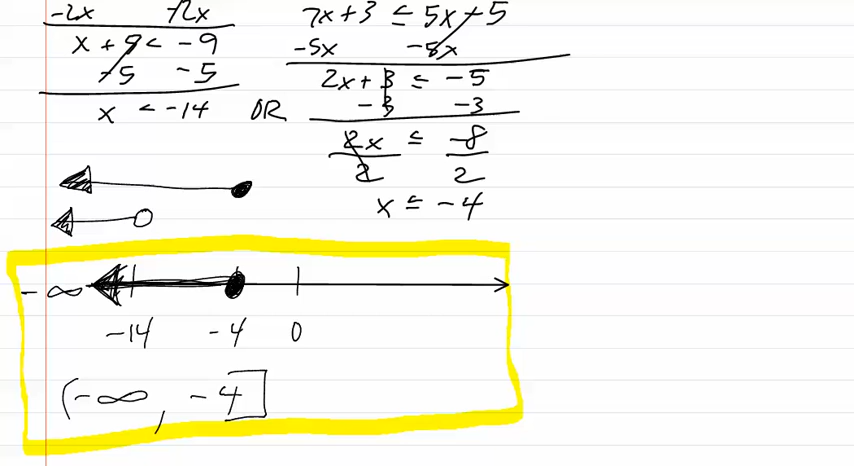 -2x -2x
x + 5 < -9
-5 -5
x < -14 OR
7x+3 ≤ 5x-5
-5x -5x
2x+3 ≤ -5
-3 -3
2x ≤ -8
2 2
x ≤ -4
-∞
-14 -4 0
(-∞, -4]